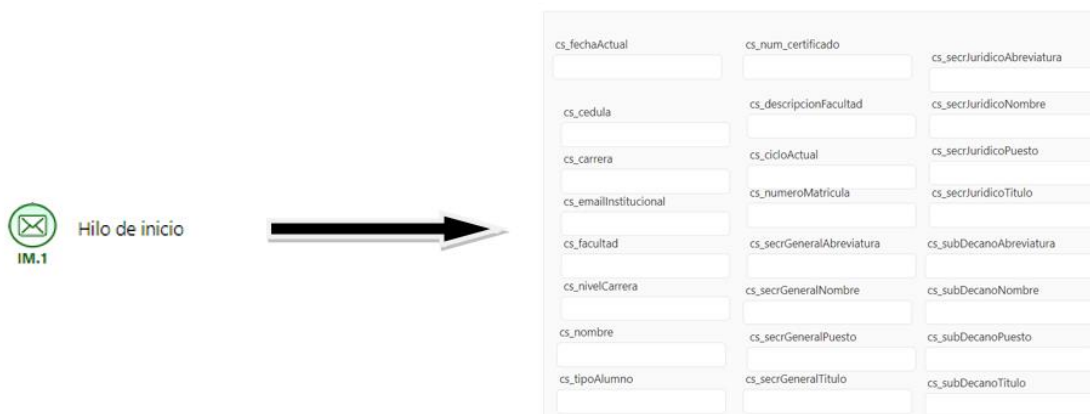 Hilo de inicio
IM.1
cs_fechaActual
cs_cedula
cs_carrera
cs_emailInstitucional
cs_facultad
cs_nivelCarrera
cs_nombre
cs_tipoAlumno
cs_num_certificado
cs_descripcionFacultad
cs_cicloActual
cs_numeroMatricula
cs_secrGeneralAbreviatura
cs_secrGeneralNombre
cs_secrGeneralPuesto
cs_secrGeneralTitulo
cs_secrJuridicoAbreviatura
cs_secrJuridicoNombre
cs_secrJuridicoPuesto
cs_secrJuridicoTitulo
cs_subDecanoAbreviatura
cs_subDecanoNombre
cs_subDecanoPuesto
cs_subDecanoTitulo